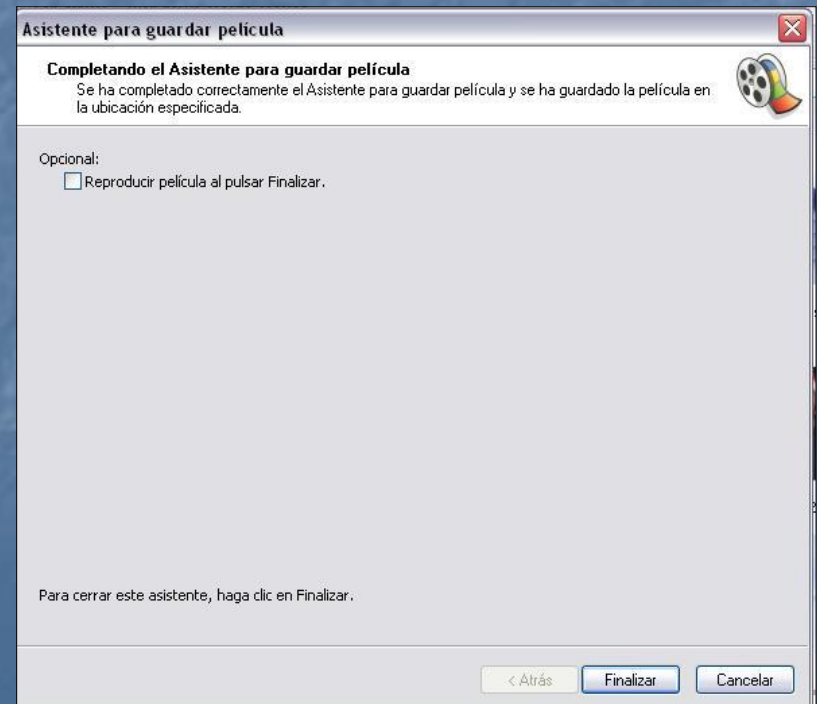 Asistente para guardar película
Completando el Asistente para guardar película
Se ha completado correctamente el Asistente para guardar película y se ha guardado la película en
la ubicación especificada.
Opcional:
Reproducir película al pulsar Finalizar.
Para cerrar este asistente, haga clic en Finalizar.
< Atrás
Finalizar
Cancelar